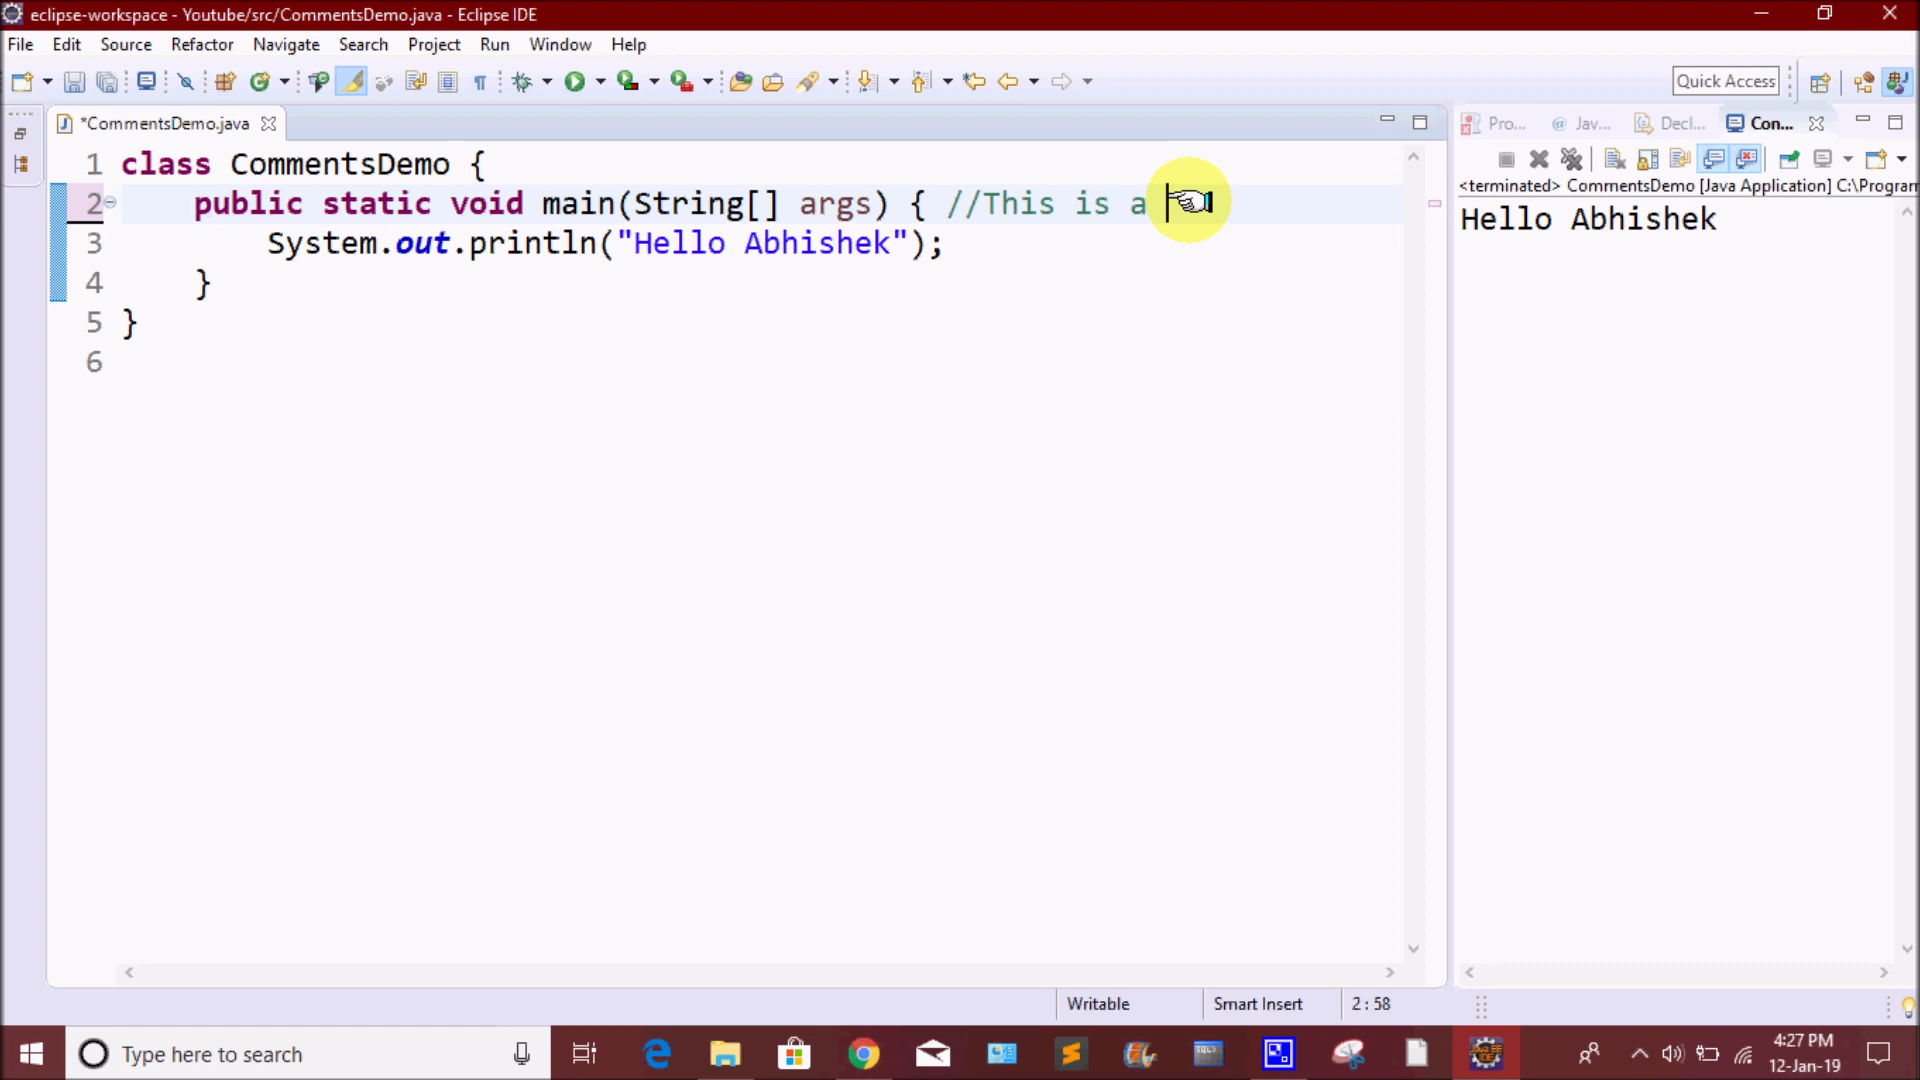 eclipse-workspace - Youtube/src/CommentsDemo.java - Eclipse IDE
File Edit Source Refactor Navigate Search Project Run Window Help
Quick Access
*CommentsDemo.java
Pro... Jav... Decl... Con...
<terminated> CommentsDemo [Java Application] C:\Program
1 class CommentsDemo {
2 public static void main(String[] args) { //This is a
3 System.out.println("Hello Abhishek");
4 }
5 }
6
Hello Abhishek
Writable Smart Insert 2 : 58
Type here to search
4:27 PM
12-Jan-19